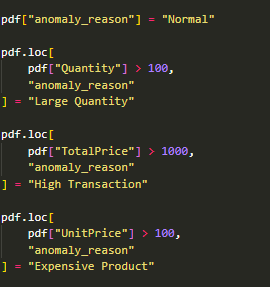 pdf["anomaly_reason"] = "Normal"
pdf.loc[
    pdf["Quantity"] > 100,
    "anomaly_reason"
] = "Large Quantity"
pdf.loc[
    pdf["TotalPrice"] > 1000,
    "anomaly_reason"
] = "High Transaction"
pdf.loc[
    pdf["UnitPrice"] > 100,
    "anomaly_reason"
] = "Expensive Product"